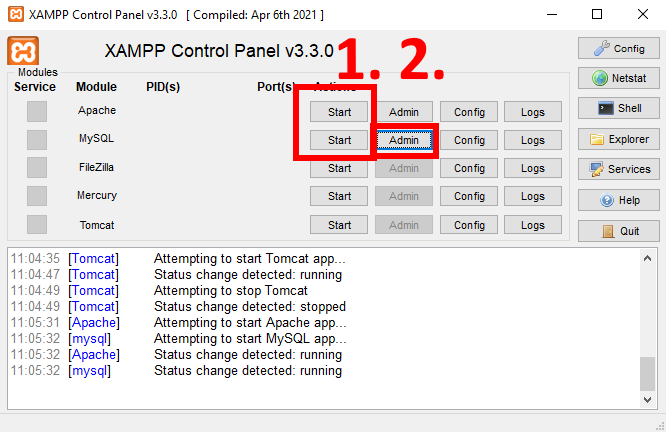 XAMPP Control Panel v3.3.0 [ Compiled: Apr 6th 2021 ]
XAMPP Control Panel v3.3.0
1. 2.
Modules
Service Module PID(s) Port(s) Actions
Apache Start Admin Config Logs
MySQL Start Admin Config Logs
FileZilla Start Admin Config Logs
Mercury Start Admin Config Logs
Tomcat Start Admin Config Logs
Config
Netstat
Shell
Explorer
Services
Help
Quit
11:04:35 [Tomcat] Attempting to start Tomcat app...
11:04:47 [Tomcat] Status change detected: running
11:04:49 [Tomcat] Attempting to stop Tomcat
11:04:49 [Tomcat] Status change detected: stopped
11:05:31 [Apache] Attempting to start Apache app...
11:05:32 [mysql] Attempting to start MySQL app...
11:05:32 [Apache] Status change detected: running
11:05:32 [mysql] Status change detected: running